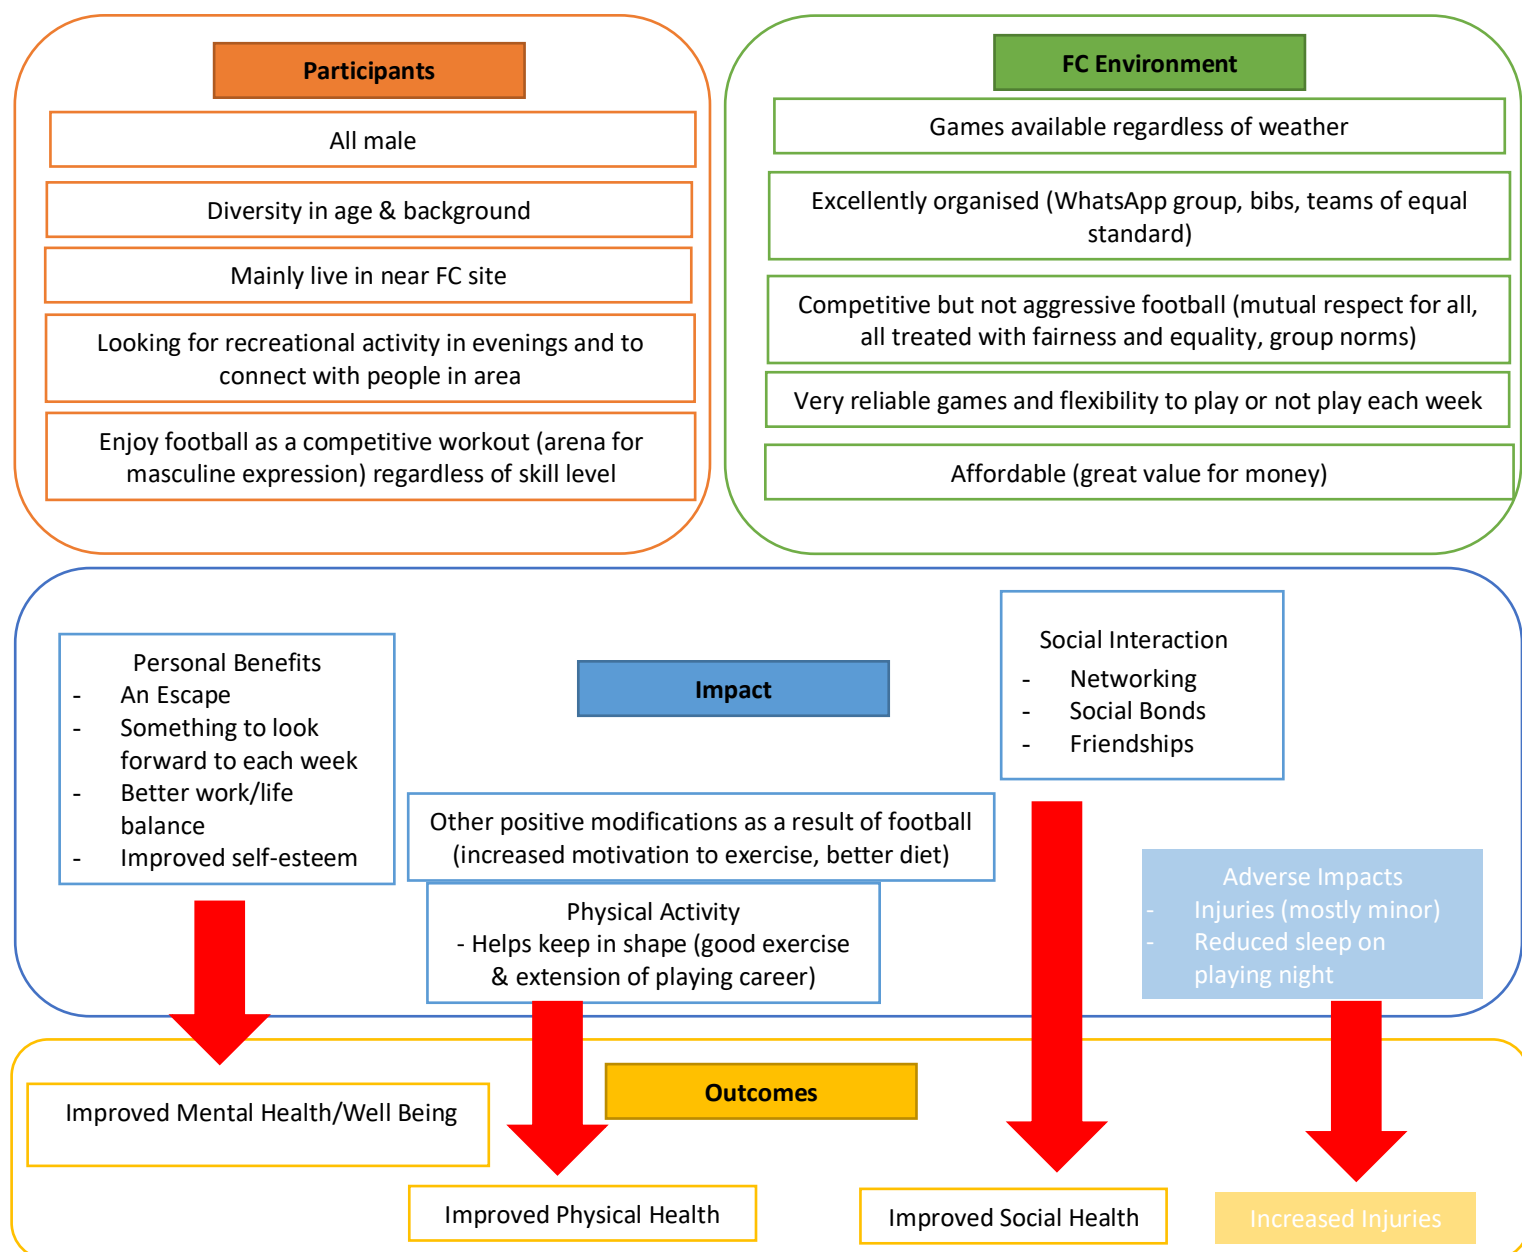 Participants
All male
Diversity in age & background
Mainly live in near FC site
Looking for recreational activity in evenings and to
connect with people in area
Enjoy football as a competitive workout (arena for
masculine expression) regardless of skill level
FC Environment
Games available regardless of weather
Excellently organised (WhatsApp group, bibs, teams of equal
standard)
Competitive but not aggressive football (mutual respect for all,
all treated with fairness and equality, group norms)
Very reliable games and flexibility to play or not play each week
Affordable (great value for money)
Impact
Personal Benefits
- An Escape
- Something to look
forward to each week
- Better work/life
balance
- Improved self-esteem
Other positive modifications as a result of football
(increased motivation to exercise, better diet)
Physical Activity
- Helps keep in shape (good exercise
& extension of playing career)
Social Interaction
- Networking
- Social Bonds
- Friendships
Adverse Impacts
- Injuries (mostly minor)
- Reduced sleep on
playing night
Outcomes
Improved Mental Health/Well Being
Improved Physical Health
Improved Social Health
Increased Injuries